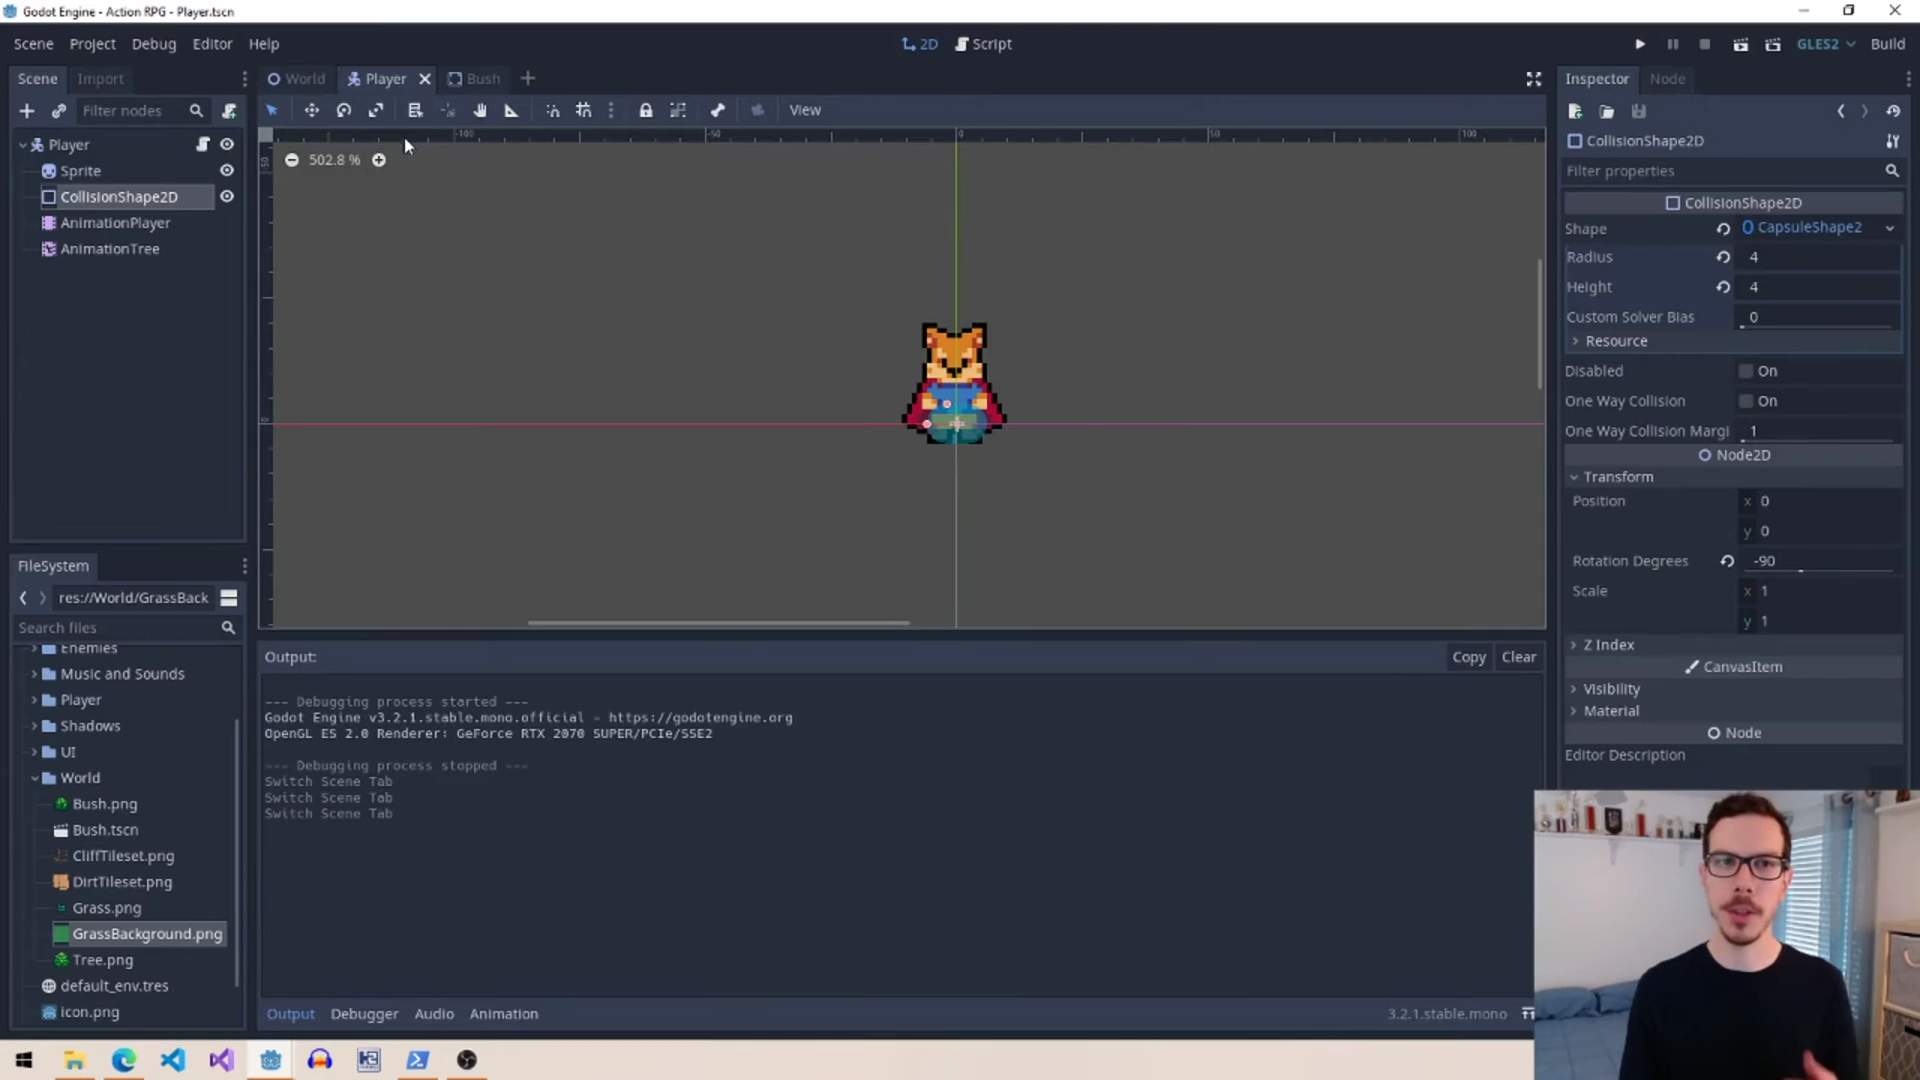 Godot Engine - Action RPG - Player.tscn
Scene Project Debug Editor Help
2D Script
GLES2 Build
Scene Import
World Player Bush
Inspector Node
Filter nodes
View
Player
Sprite
CollisionShape2D
AnimationPlayer
AnimationTree
-100 -50 0 50 100
502.8 %
CollisionShape2D
Filter properties
CollisionShape2D
Shape CapsuleShape2
Radius 4
Height 4
Custom Solver Bias 0
Resource
Disabled On
One Way Collision On
One Way Collision Margi 1
Node2D
Transform
Position x 0
y 0
Rotation Degrees -90
Scale x 1
y 1
Z Index
CanvasItem
Visibility
Material
Node
Editor Description
FileSystem
res://World/GrassBack
Search files
Enemies
Music and Sounds
Player
Shadows
UI
World
Bush.png
Bush.tscn
CliffTileset.png
DirtTileset.png
Grass.png
GrassBackground.png
Tree.png
default_env.tres
icon.png
Output:
Copy Clear
--- Debugging process started ---
Godot Engine v3.2.1.stable.mono.official - https://godotengine.org
OpenGL ES 2.0 Renderer: GeForce RTX 2070 SUPER/PCIe/SSE2
--- Debugging process stopped ---
Switch Scene Tab
Switch Scene Tab
Switch Scene Tab
Output Debugger Audio Animation
3.2.1.stable.mono